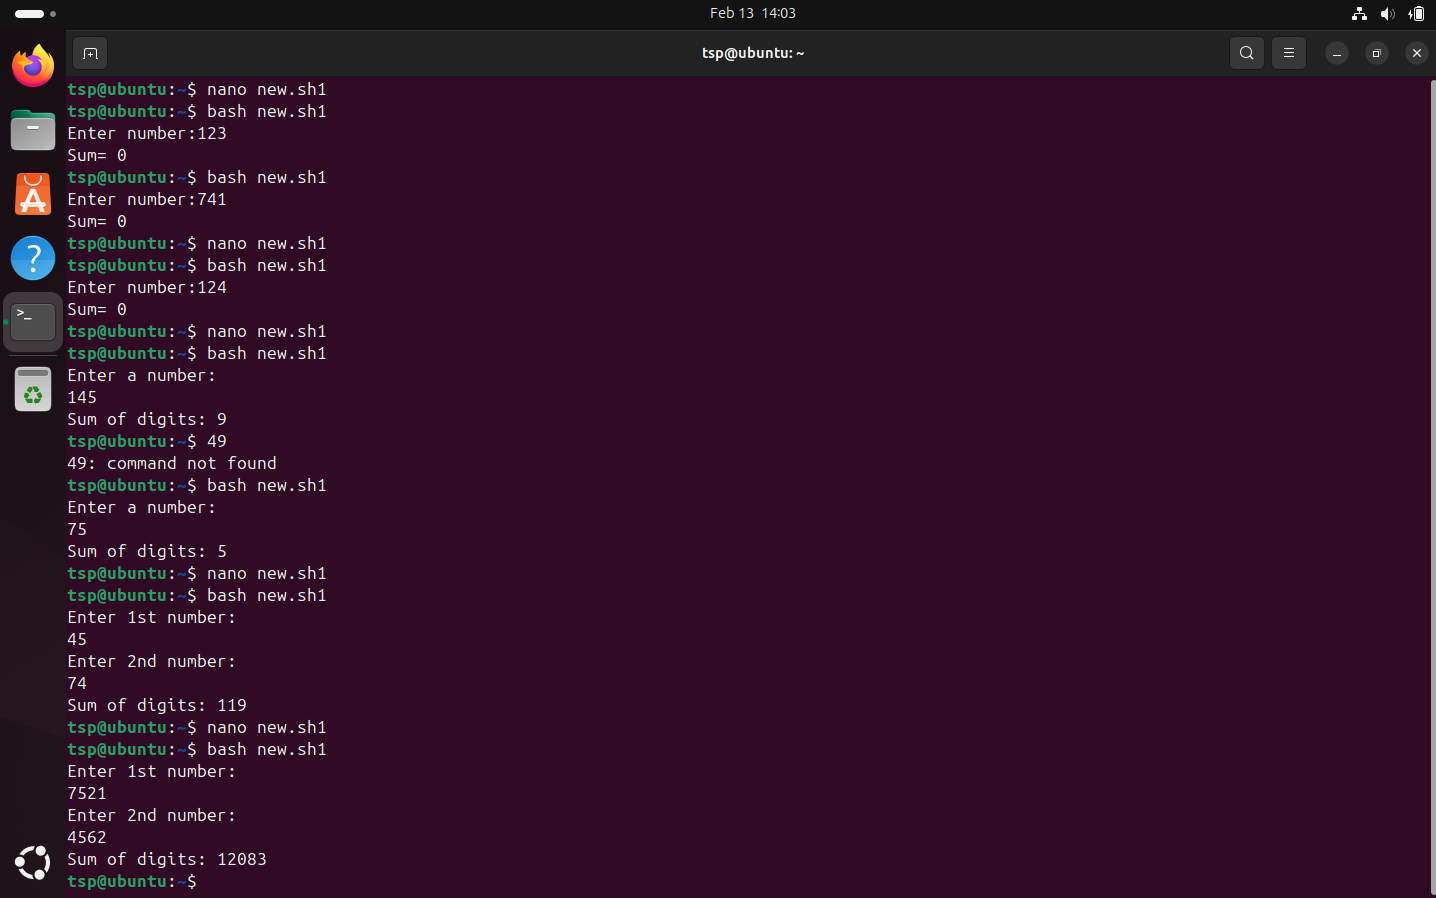 Feb 13 14:03
tsp@ubuntu: ~
tsp@ubuntu:~$ nano new.sh1
tsp@ubuntu:~$ bash new.sh1
Enter number:123
Sum= 0
tsp@ubuntu:~$ bash new.sh1
Enter number:741
Sum= 0
tsp@ubuntu:~$ nano new.sh1
tsp@ubuntu:~$ bash new.sh1
Enter number:124
Sum= 0
tsp@ubuntu:~$ nano new.sh1
tsp@ubuntu:~$ bash new.sh1
Enter a number:
145
Sum of digits: 9
tsp@ubuntu:~$ 49
49: command not found
tsp@ubuntu:~$ bash new.sh1
Enter a number:
75
Sum of digits: 5
tsp@ubuntu:~$ nano new.sh1
tsp@ubuntu:~$ bash new.sh1
Enter 1st number:
45
Enter 2nd number:
74
Sum of digits: 119
tsp@ubuntu:~$ nano new.sh1
tsp@ubuntu:~$ bash new.sh1
Enter 1st number:
7521
Enter 2nd number:
4562
Sum of digits: 12083
tsp@ubuntu:~$